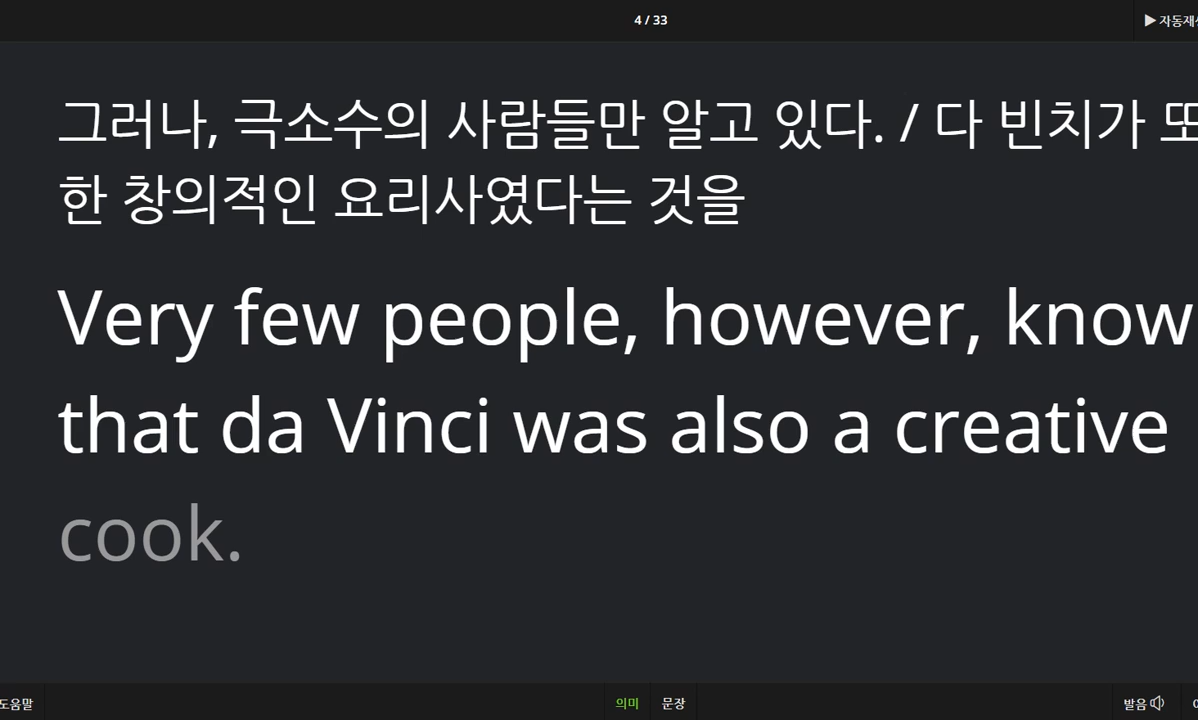 4 / 33
▶ 자동재
그러나, 극소수의 사람들만 알고 있다. / 다 빈치가 또
한 창의적인 요리사였다는 것을
Very few people, however, know
that da Vinci was also a creative
cook.
도움말 의미 문장 발음